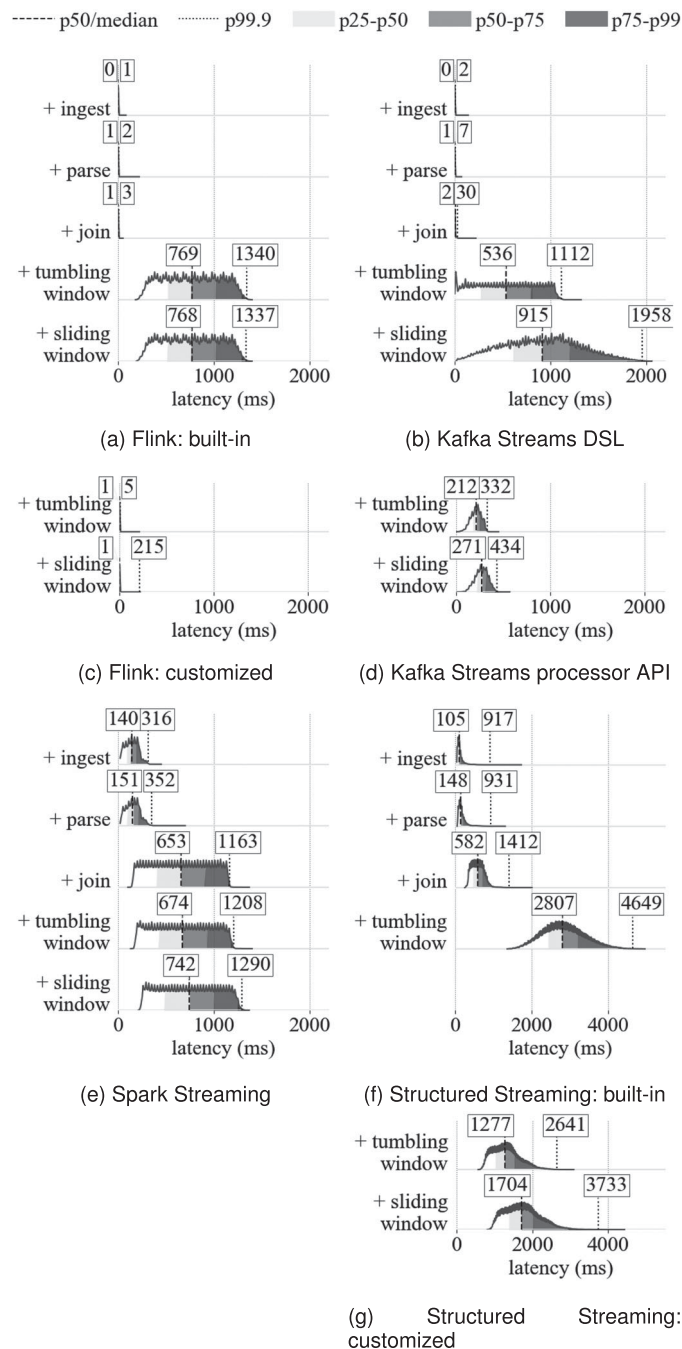 p50/median p99.9 p25-p50 p50-p75 p75-p99
0 1
+ ingest
1 2
+ parse
1 3
+ join
769 1340
+ tumbling
window
768 1337
+ sliding
window
0 1000 2000
latency (ms)
(a) Flink: built-in
0 2
+ ingest
1 7
+ parse
2 30
+ join
536 1112
+ tumbling
window
915 1958
+ sliding
window
0 1000 2000
latency (ms)
(b) Kafka Streams DSL
1 5
+ tumbling
window
1 215
+ sliding
window
0 1000 2000
latency (ms)
(c) Flink: customized
212 332
+ tumbling
window
271 434
+ sliding
window
0 1000 2000
latency (ms)
(d) Kafka Streams processor API
140 316
+ ingest
151 352
+ parse
653 1163
+ join
674 1208
+ tumbling
window
742 1290
+ sliding
window
0 1000 2000
latency (ms)
(e) Spark Streaming
105 917
+ ingest
148 931
+ parse
582 1412
+ join
2807 4649
+ tumbling
window
0 2000 4000
latency (ms)
(f) Structured Streaming: built-in
1277 2641
+ tumbling
window
1704 3733
+ sliding
window
0 2000 4000
latency (ms)
(g) Structured Streaming:
customized